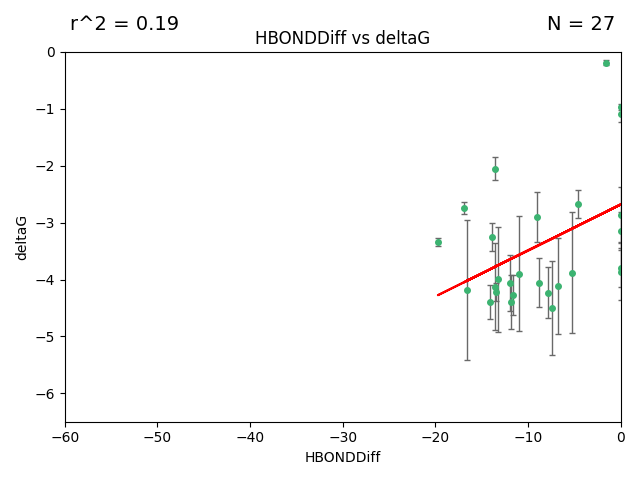 r^2 = 0.19
N = 27
HBONDDiff vs deltaG
0
−1
−2
−3
−4
−5
−6
deltaG
−60 −50 −40 −30 −20 −10 0
HBONDDiff